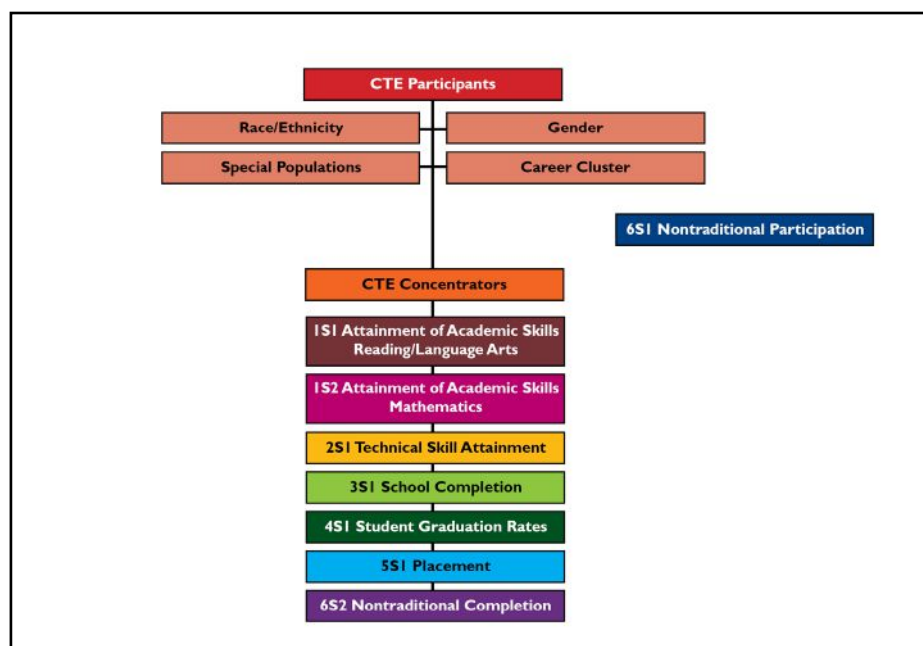 CTE Participants
Race/Ethnicity
Gender
Special Populations
Career Cluster
6S1 Nontraditional Participation
CTE Concentrators
1S1 Attainment of Academic Skills
Reading/Language Arts
1S2 Attainment of Academic Skills
Mathematics
2S1 Technical Skill Attainment
3S1 School Completion
4S1 Student Graduation Rates
5S1 Placement
6S2 Nontraditional Completion